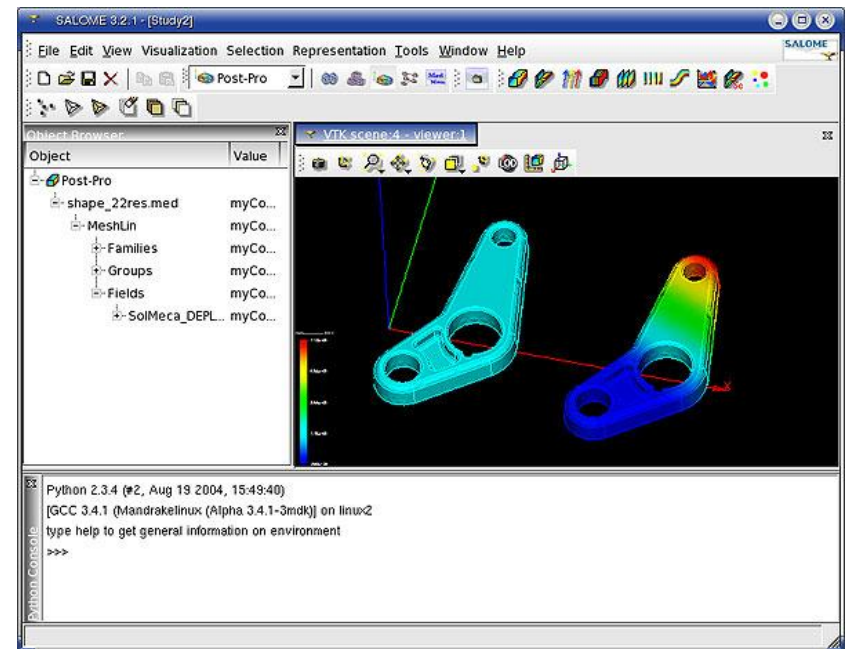 SALOME 3.2.1 - [Study2]
File Edit View Visualization Selection Representation Tools Window Help
SALOME
Post-Pro
Object Browser
VTK scene:4 - viewer:1
Object Value
Post-Pro
shape_22res.med myCo...
MeshLin myCo...
Families myCo...
Groups myCo...
Fields myCo...
SolMeca_DEPL... myCo...
X
Python 2.3.4 (#2, Aug 19 2004, 15:49:40)
[GCC 3.4.1 (Mandrakelinux (Alpha 3.4.1-3mdk)] on linux2
type help to get general information on environment
>>>
Python Console